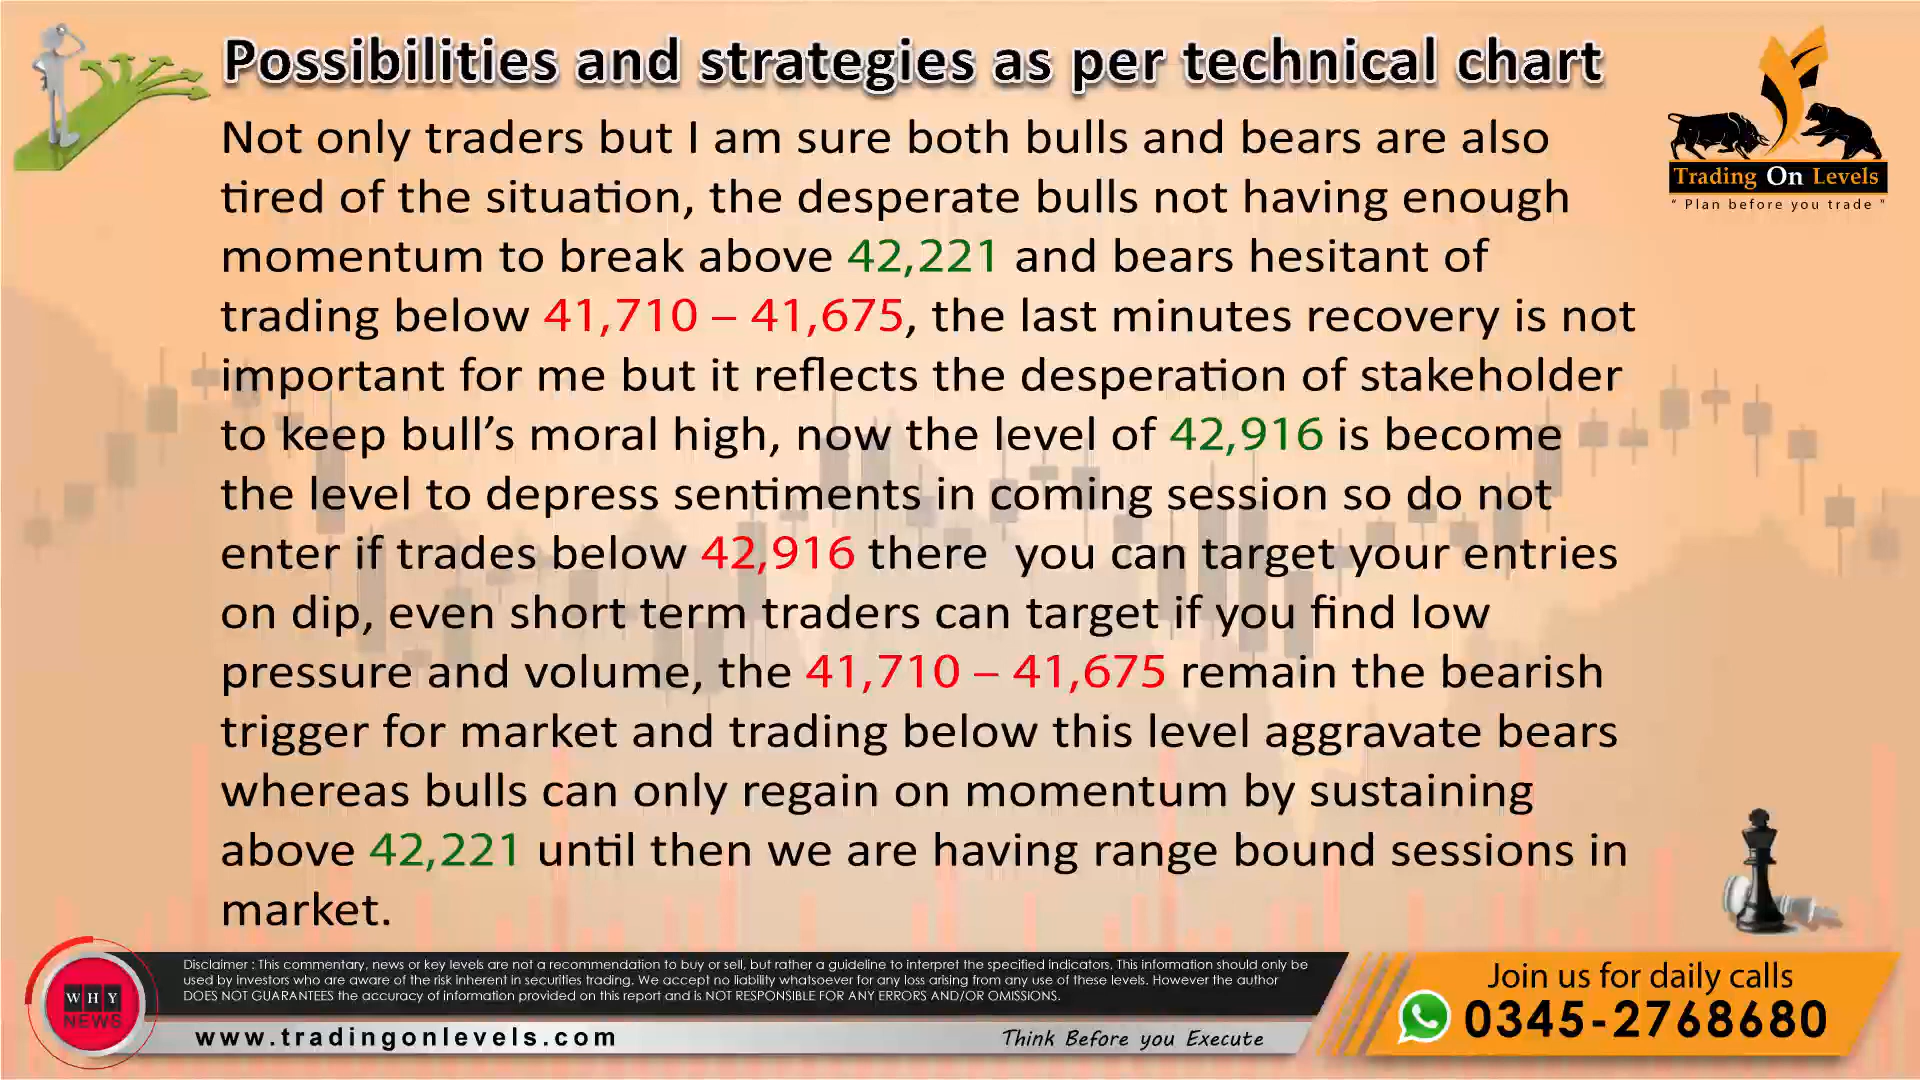 Possibilities and strategies as per technical chart
Not only traders but I am sure both bulls and bears are also
tired of the situation, the desperate bulls not having enough
momentum to break above 42,221 and bears hesitant of
trading below 41,710 – 41,675, the last minutes recovery is not
important for me but it reflects the desperation of stakeholder
to keep bull’s moral high, now the level of 42,916 is become
the level to depress sentiments in coming session so do not
enter if trades below 42,916 there  you can target your entries
on dip, even short term traders can target if you find low
pressure and volume, the 41,710 – 41,675 remain the bearish
trigger for market and trading below this level aggravate bears
whereas bulls can only regain on momentum by sustaining
above 42,221 until then we are having range bound sessions in
market.
Trading On Levels
" Plan before you trade "
WHY
NEWS
Disclaimer : This commentary, news or key levels are not a recommendation to buy or sell, but rather a guideline to interpret the specified indicators. This information should only be
used by investors who are aware of the risk inherent in securities trading. We accept no liability whatsoever for any loss arising from any use of these levels. However the author
DOES NOT GUARANTEES the accuracy of information provided on this report and is NOT RESPONSIBLE FOR ANY ERRORS AND/OR OMISSIONS.
www.tradingonlevels.com
Think Before you Execute
Join us for daily calls
0345-2768680